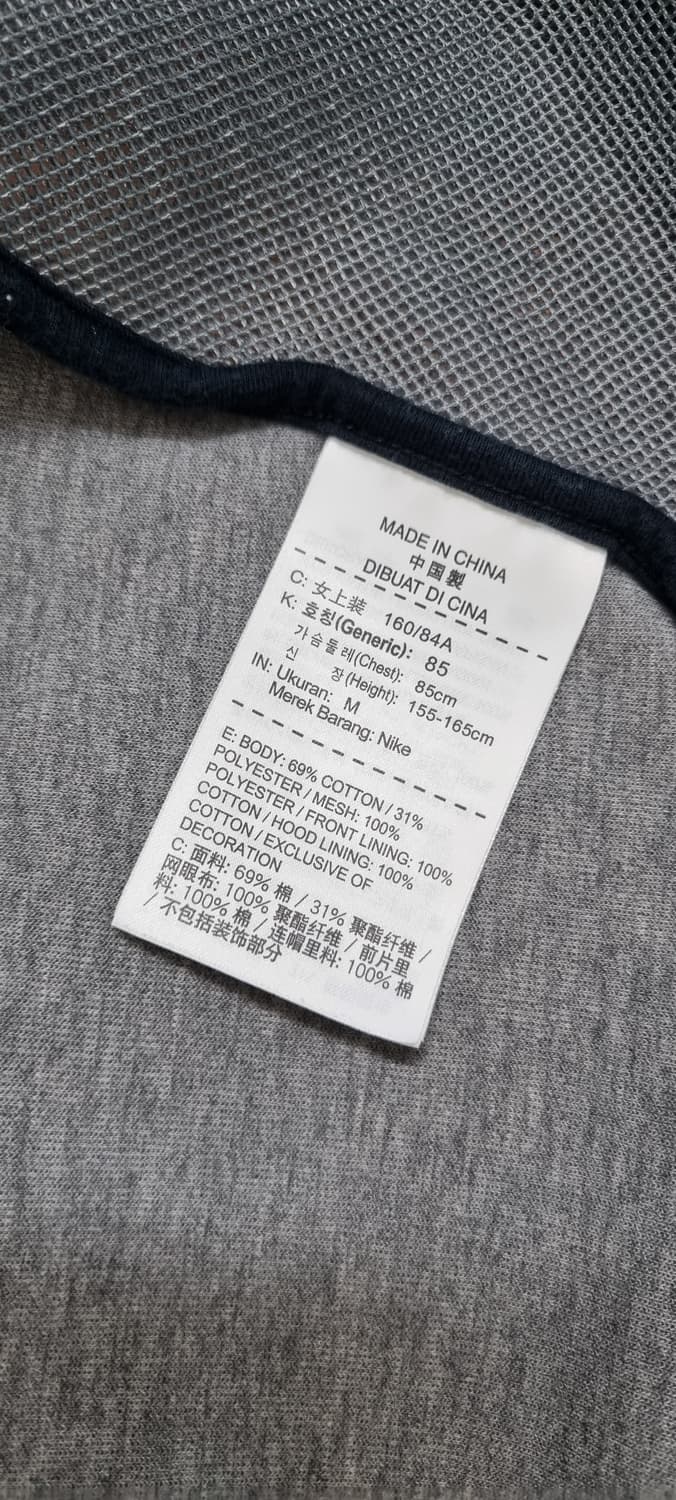 MADE IN CHINA
中国製
DIBUAT DI CINA
C: 女上装 160/84A
K: 호칭(Generic): 85
가슴둘레(Chest): 85cm
신 장(Height): 155-165cm
IN: Ukuran: M
Merek Barang: Nike
E: BODY: 69% COTTON / 31%
POLYESTER / MESH: 100%
POLYESTER / FRONT LINING: 100%
COTTON / HOOD LINING: 100%
COTTON / EXCLUSIVE OF
DECORATION
C: 面料: 69% 棉 / 31% 聚酯纤维 /
网眼布: 100% 聚酯纤维 / 前片里
料: 100% 棉 / 连帽里料: 100% 棉
/ 不包括装饰部分